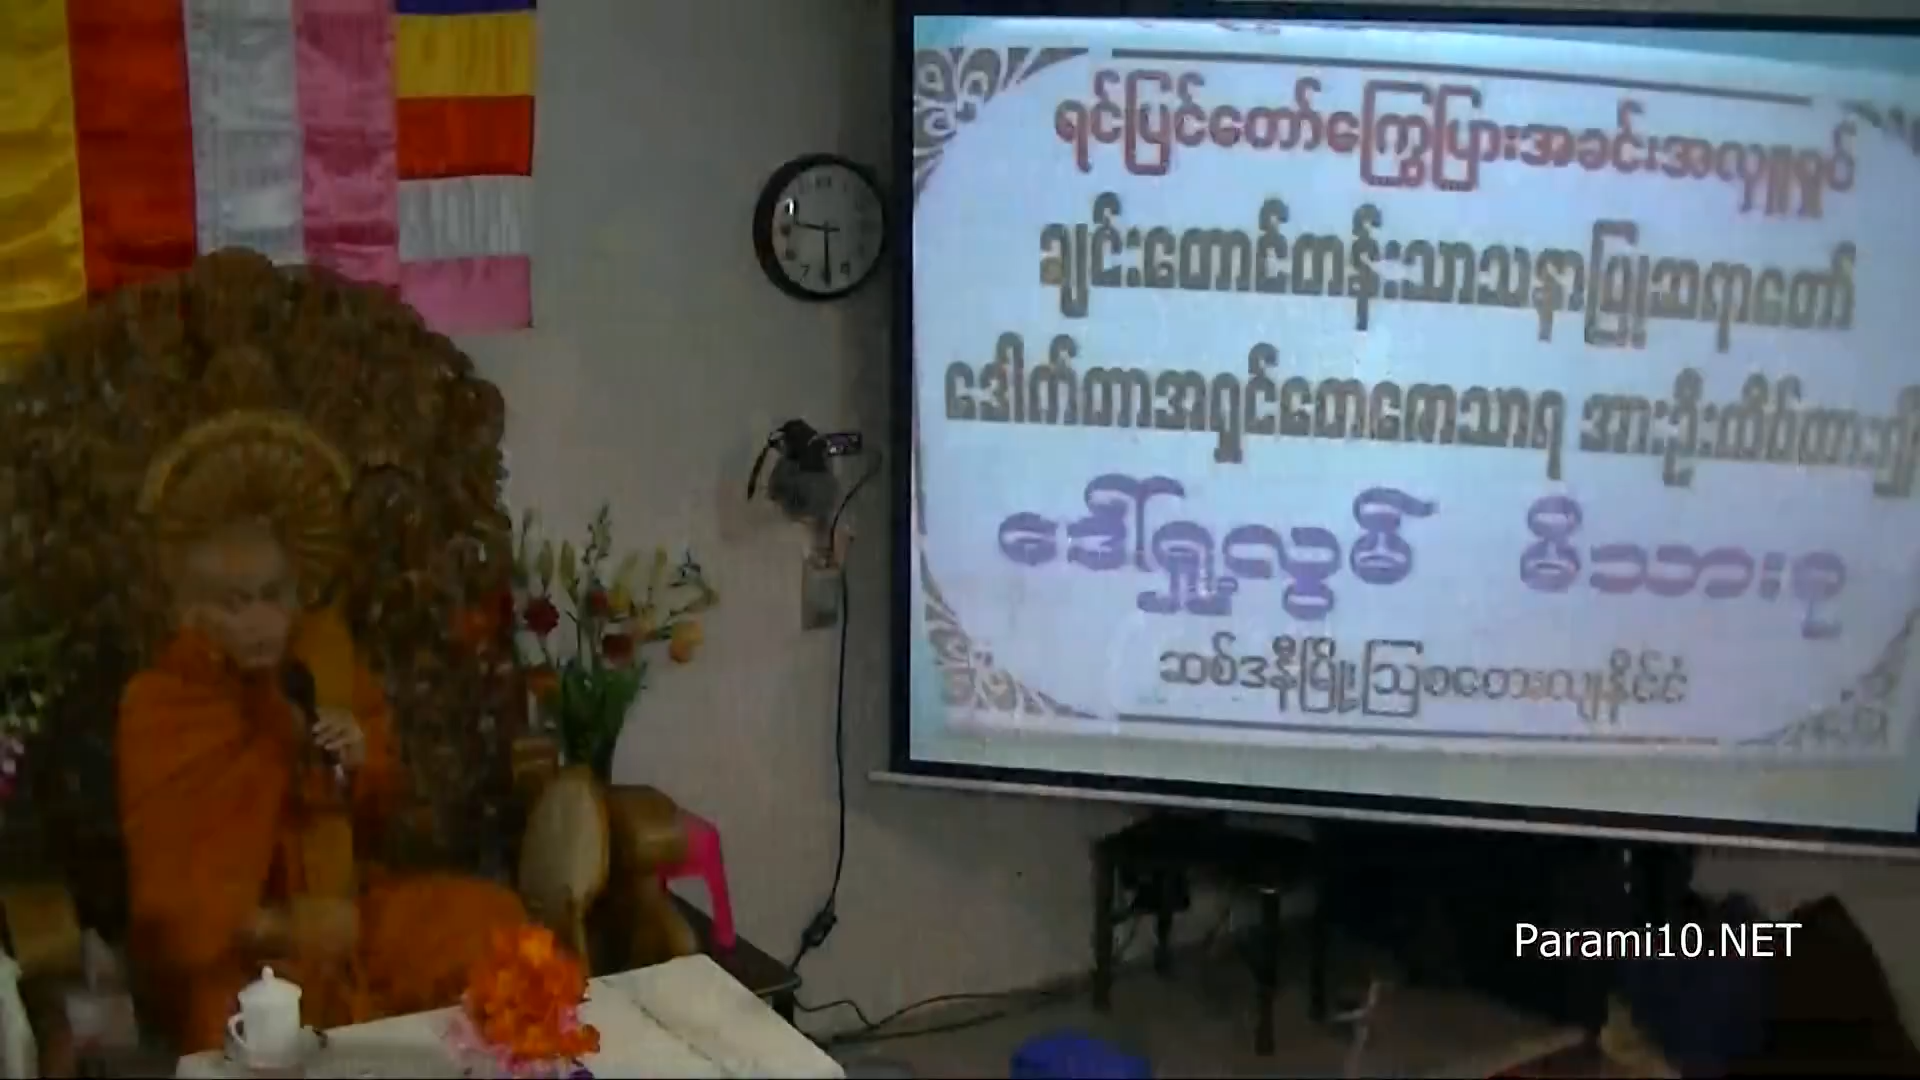 ရင်ပြင်တော်ကြွေပြားအခင်းအလှူရှင်
ချင်းတောင်တန်းသာသနာပြုဆရာတော်
ဒေါက်တာအရှင်တေဇောသာရ အားဦးထိပ်ထား၍
ဒေါ်ရွှေလွမ် မိသားစု
ဆစ်ဒနီမြို့၊ဩစတေးလျနိုင်ငံ
Parami10.NET